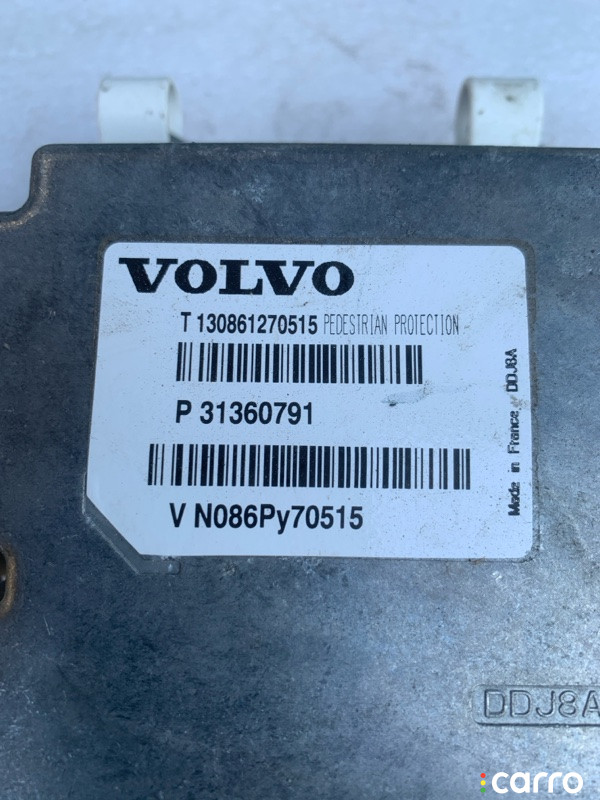 VOLVO
T 130861270515 PEDESTRIAN PROTECTION
P 31360791
V N086Py70515
Made in France DDJ8A
DDJ8A
carro